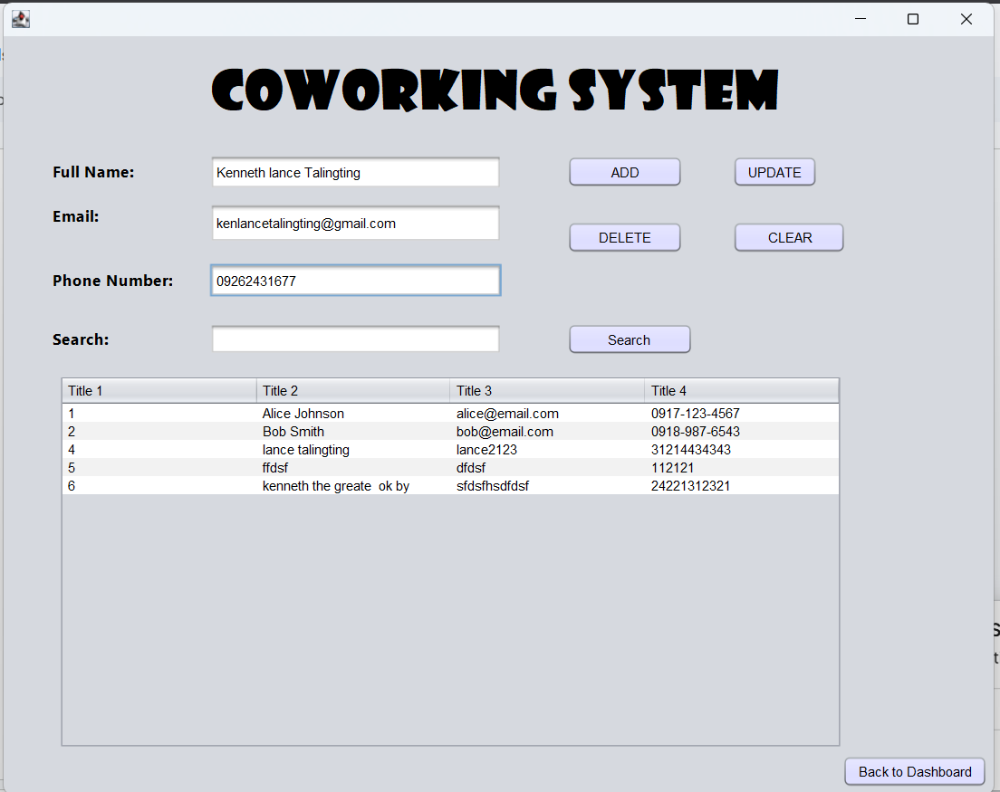 COWORKING SYSTEM
Full Name: Kenneth lance Talingting ADD UPDATE
Email: kenlancetalingting@gmail.com DELETE CLEAR
Phone Number: 09262431677
Search: Search
Title 1 Title 2 Title 3 Title 4
1 Alice Johnson alice@email.com 0917-123-4567
2 Bob Smith bob@email.com 0918-987-6543
4 lance talingting lance2123 31214434343
5 ffdsf dfdsf 112121
6 kenneth the greate  ok by sfdsfhsdfdsf 24221312321
Back to Dashboard